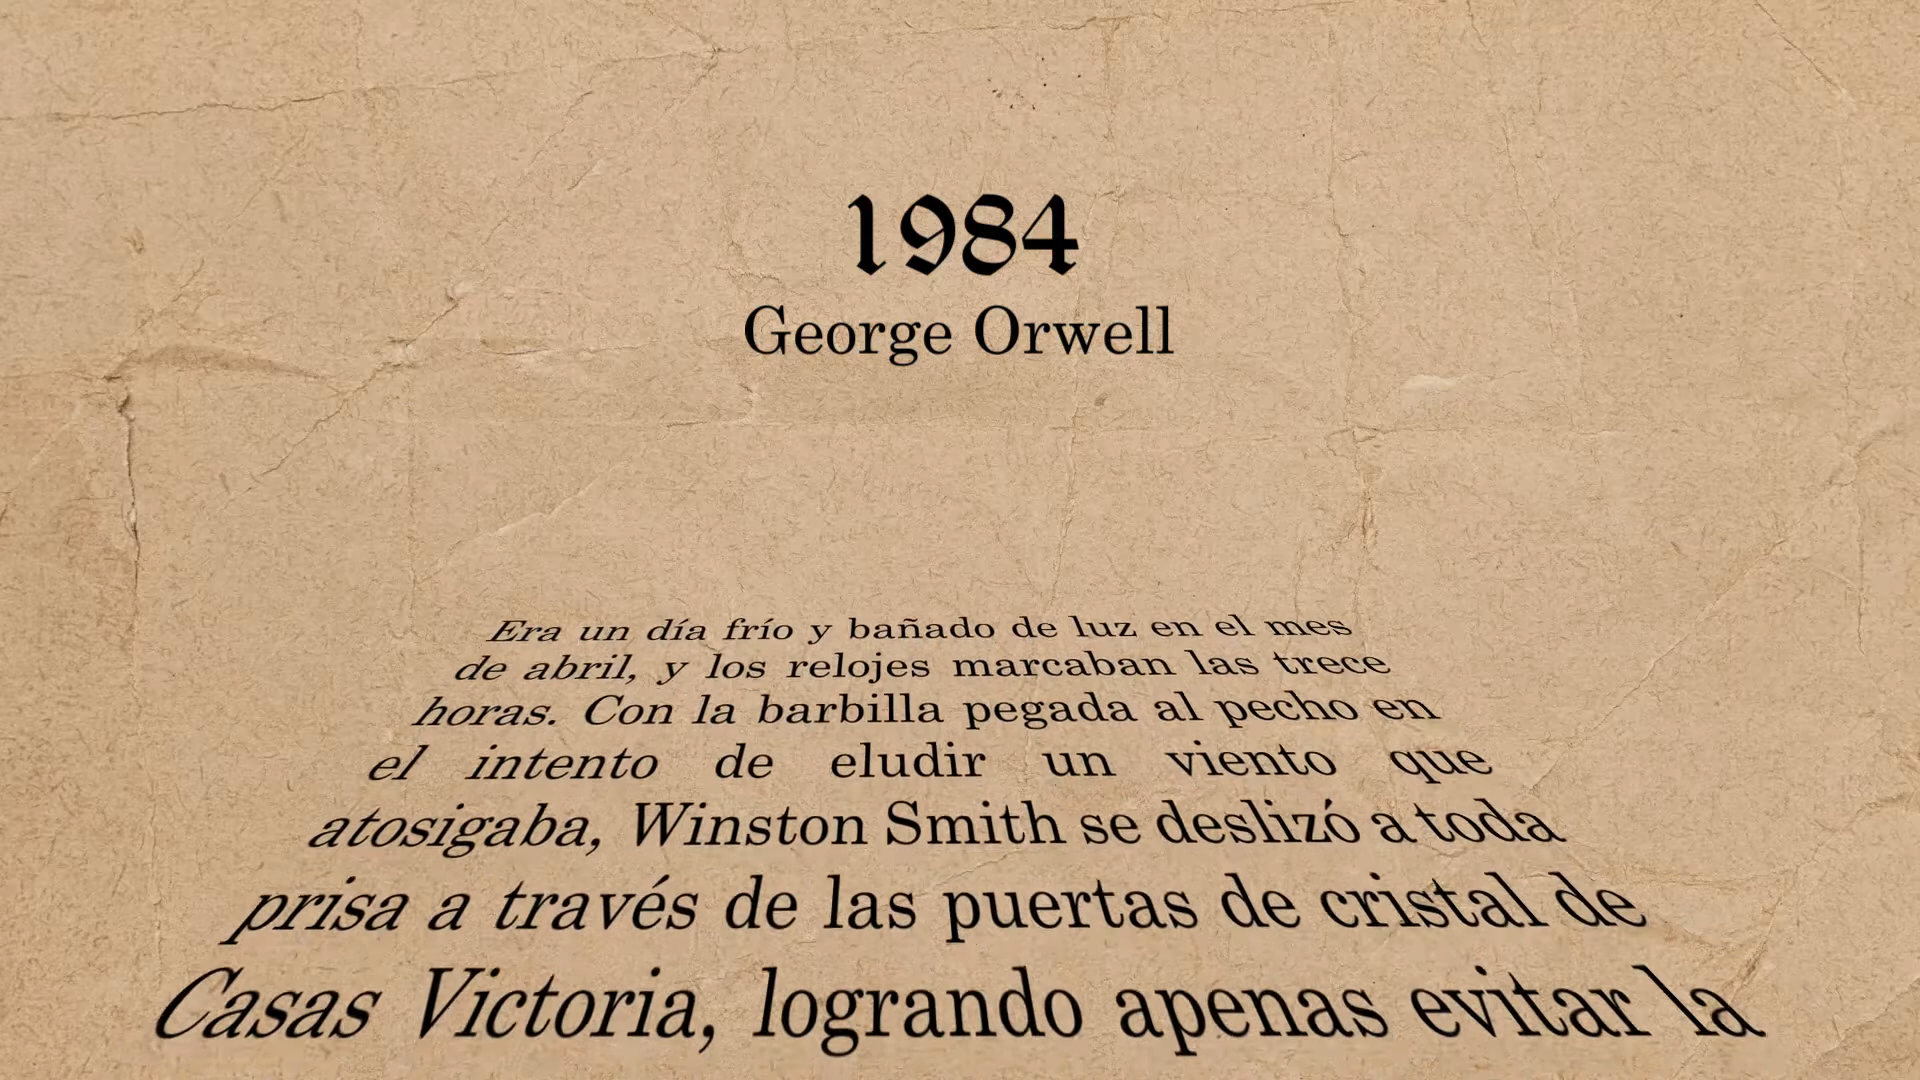 1984
George Orwell
Era un día frío y bañado de luz en el mes
de abril, y los relojes marcaban las trece
horas. Con la barbilla pegada al pecho en
el intento de eludir un viento que
atosigaba, Winston Smith se deslizó a toda
prisa a través de las puertas de cristal de
Casas Victoria, logrando apenas evitar la